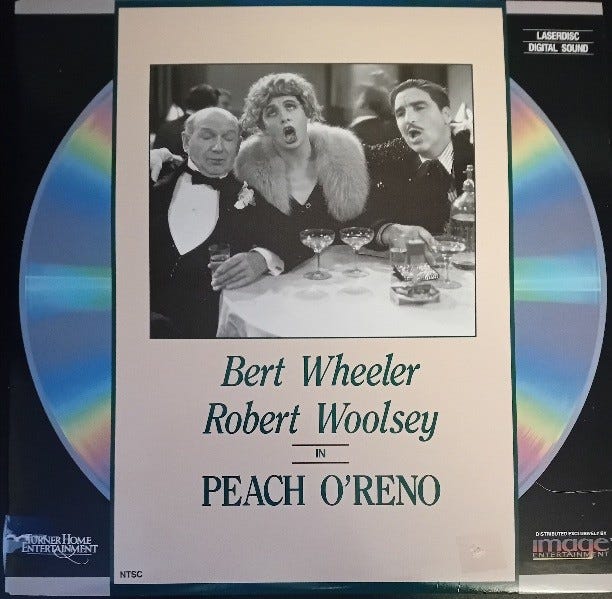 LASERDISC
DIGITAL SOUND
Bert Wheeler
Robert Woolsey
IN
PEACH O'RENO
TURNER HOME
ENTERTAINMENT
DISTRIBUTED EXCLUSIVELY BY
image
ENTERTAINMENT
NTSC